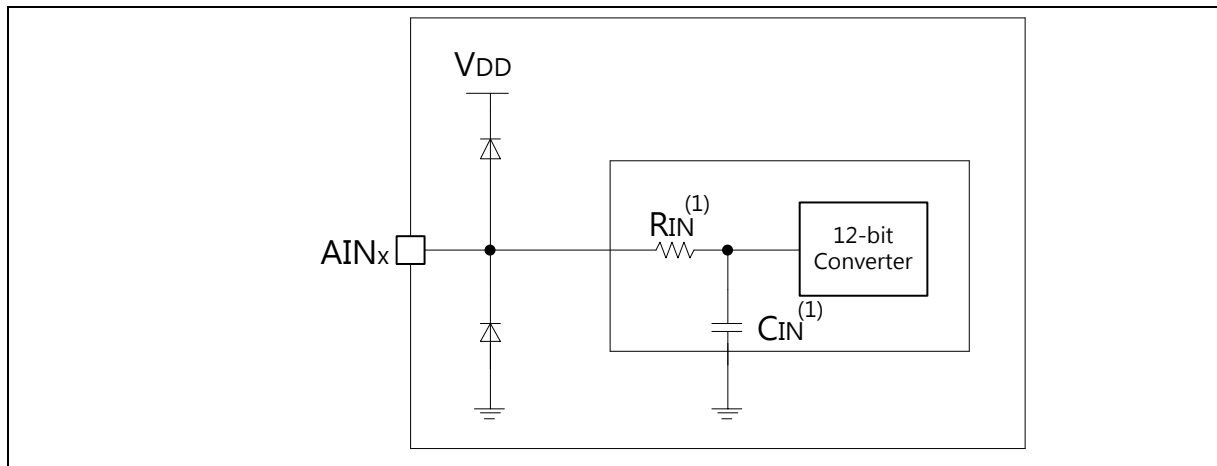 VDD
AINx
RIN(1)
12-bit
Converter
CIN(1)